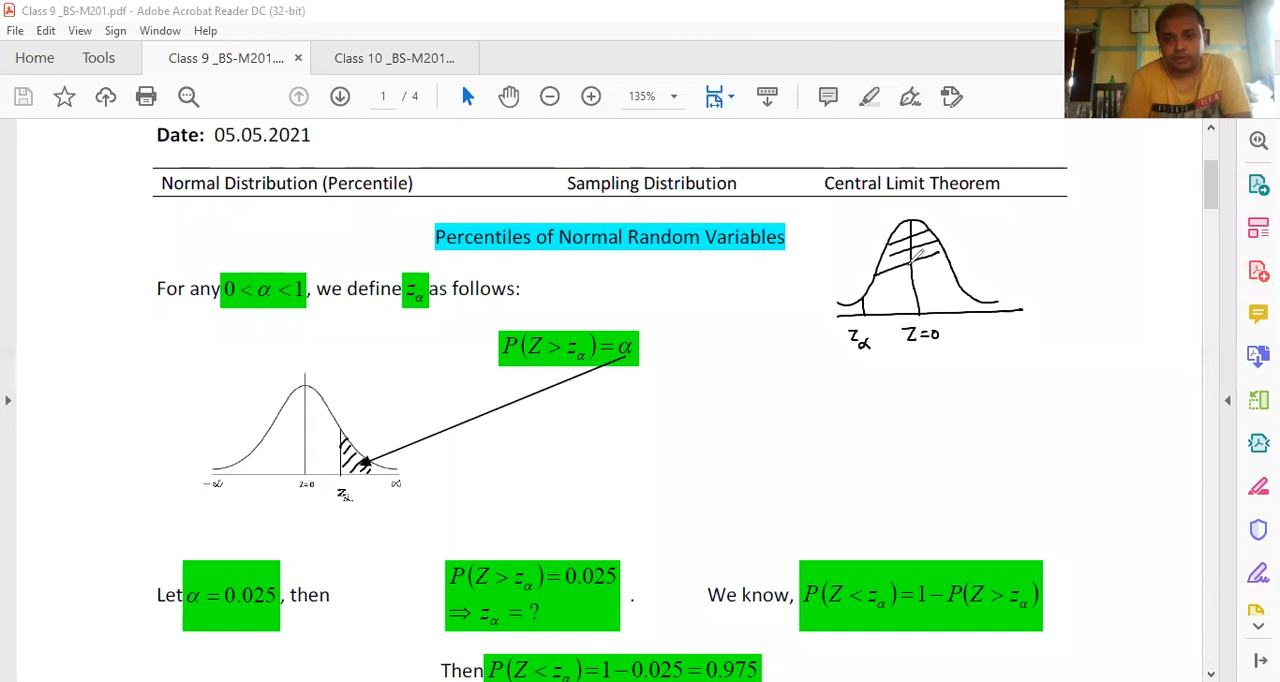 Class 9 _BS-M201.pdf - Adobe Acrobat Reader DC (32-bit)
File Edit View Sign Window Help
Home Tools Class 9 _BS-M201.... × Class 10 _BS-M201...
1 / 4 135%
Date: 05.05.2021
Normal Distribution (Percentile) Sampling Distribution Central Limit Theorem
Percentiles of Normal Random Variables
For any 0 < α < 1, we define z_α as follows:
P(Z > z_α) = α
z_α Z=0
-α Z=0 z_α α
Let α = 0.025, then P(Z > z_α) = 0.025 ⇒ z_α = ? . We know, P(Z < z_α) = 1 − P(Z > z_α)
Then P(Z < z_α) = 1 − 0.025 = 0.975